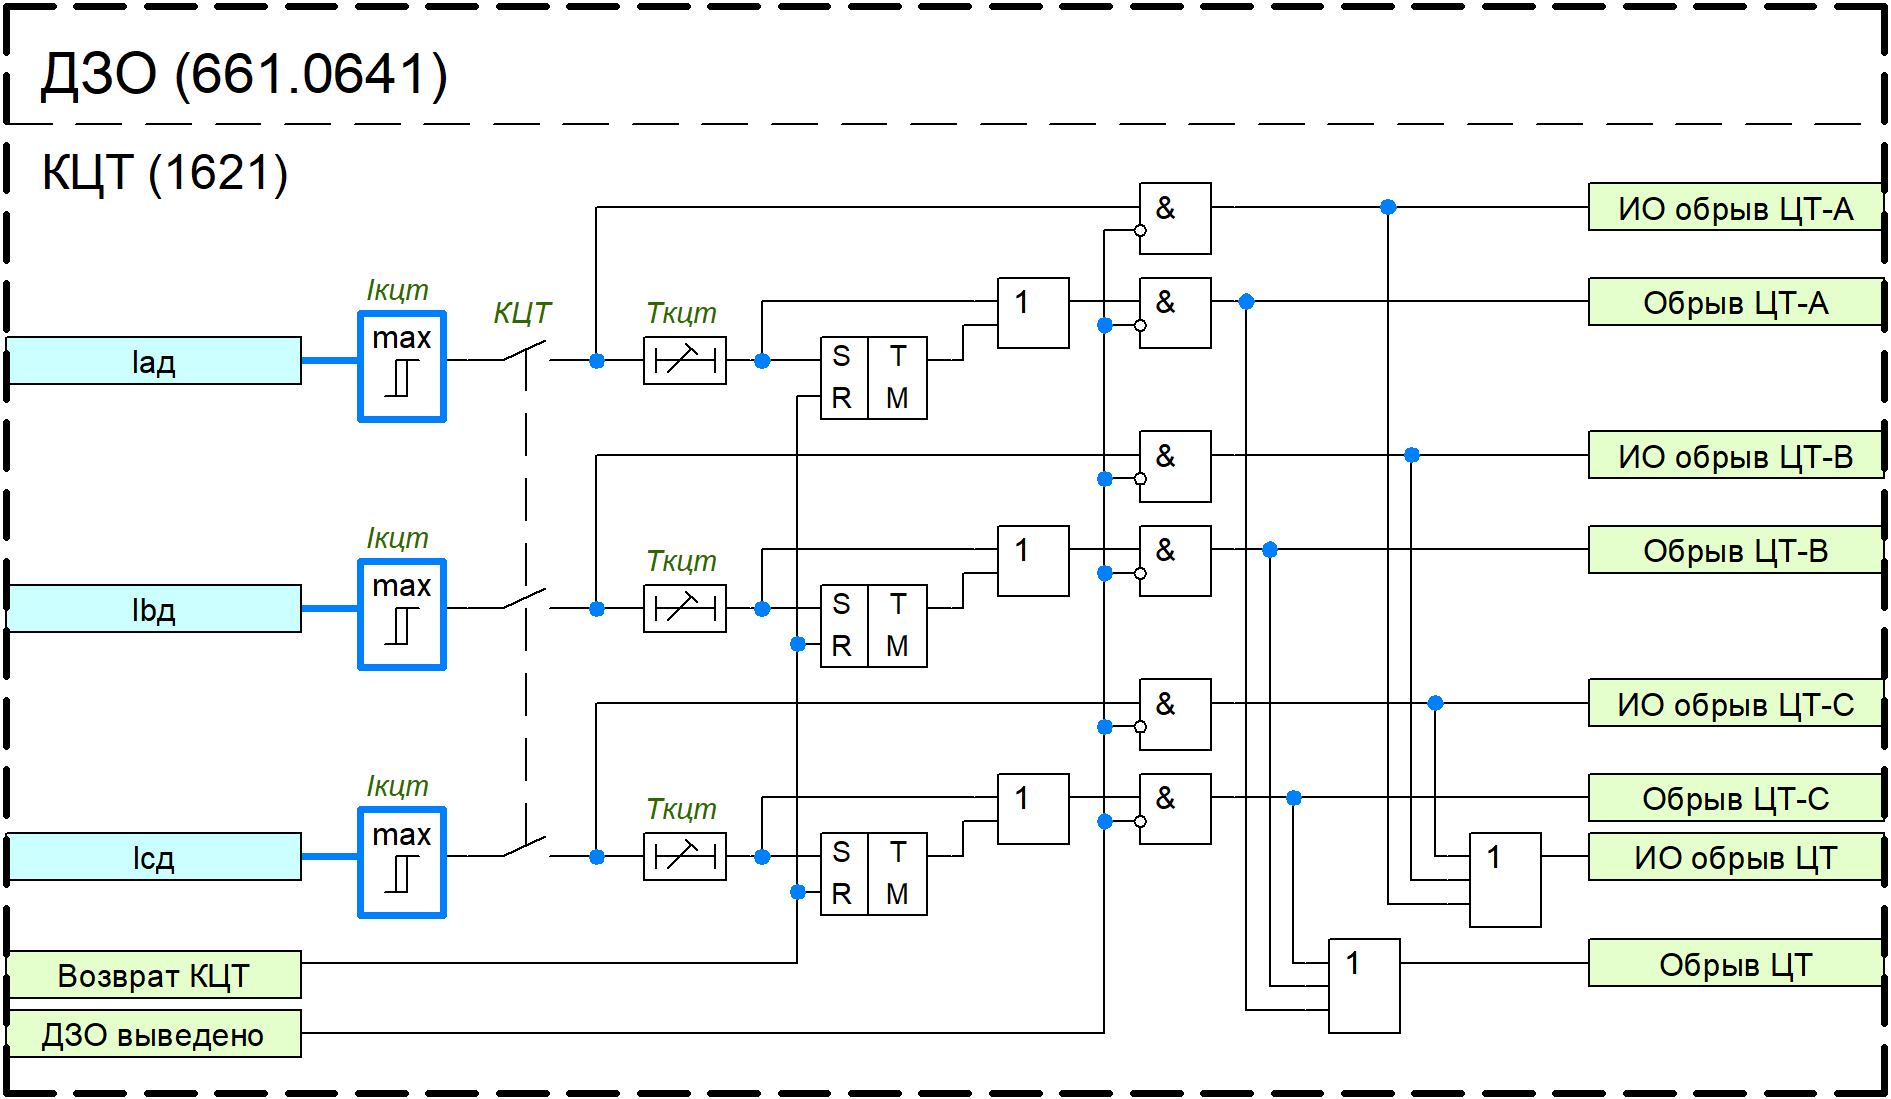 ДЗО (661.0641)
КЦТ (1621)
&
ИО обрыв ЦТ-А
Iкцт
КЦТ
Ткцт
1
&
Обрыв ЦТ-А
max
Iад
S T
R M
&
ИО обрыв ЦТ-В
Iкцт
Ткцт
1
&
Обрыв ЦТ-В
max
Ibд
S T
R M
&
ИО обрыв ЦТ-С
Iкцт
Ткцт
1
&
Обрыв ЦТ-С
max
Icд
S T
R M
1
ИО обрыв ЦТ
Возврат КЦТ
1
Обрыв ЦТ
ДЗО выведено